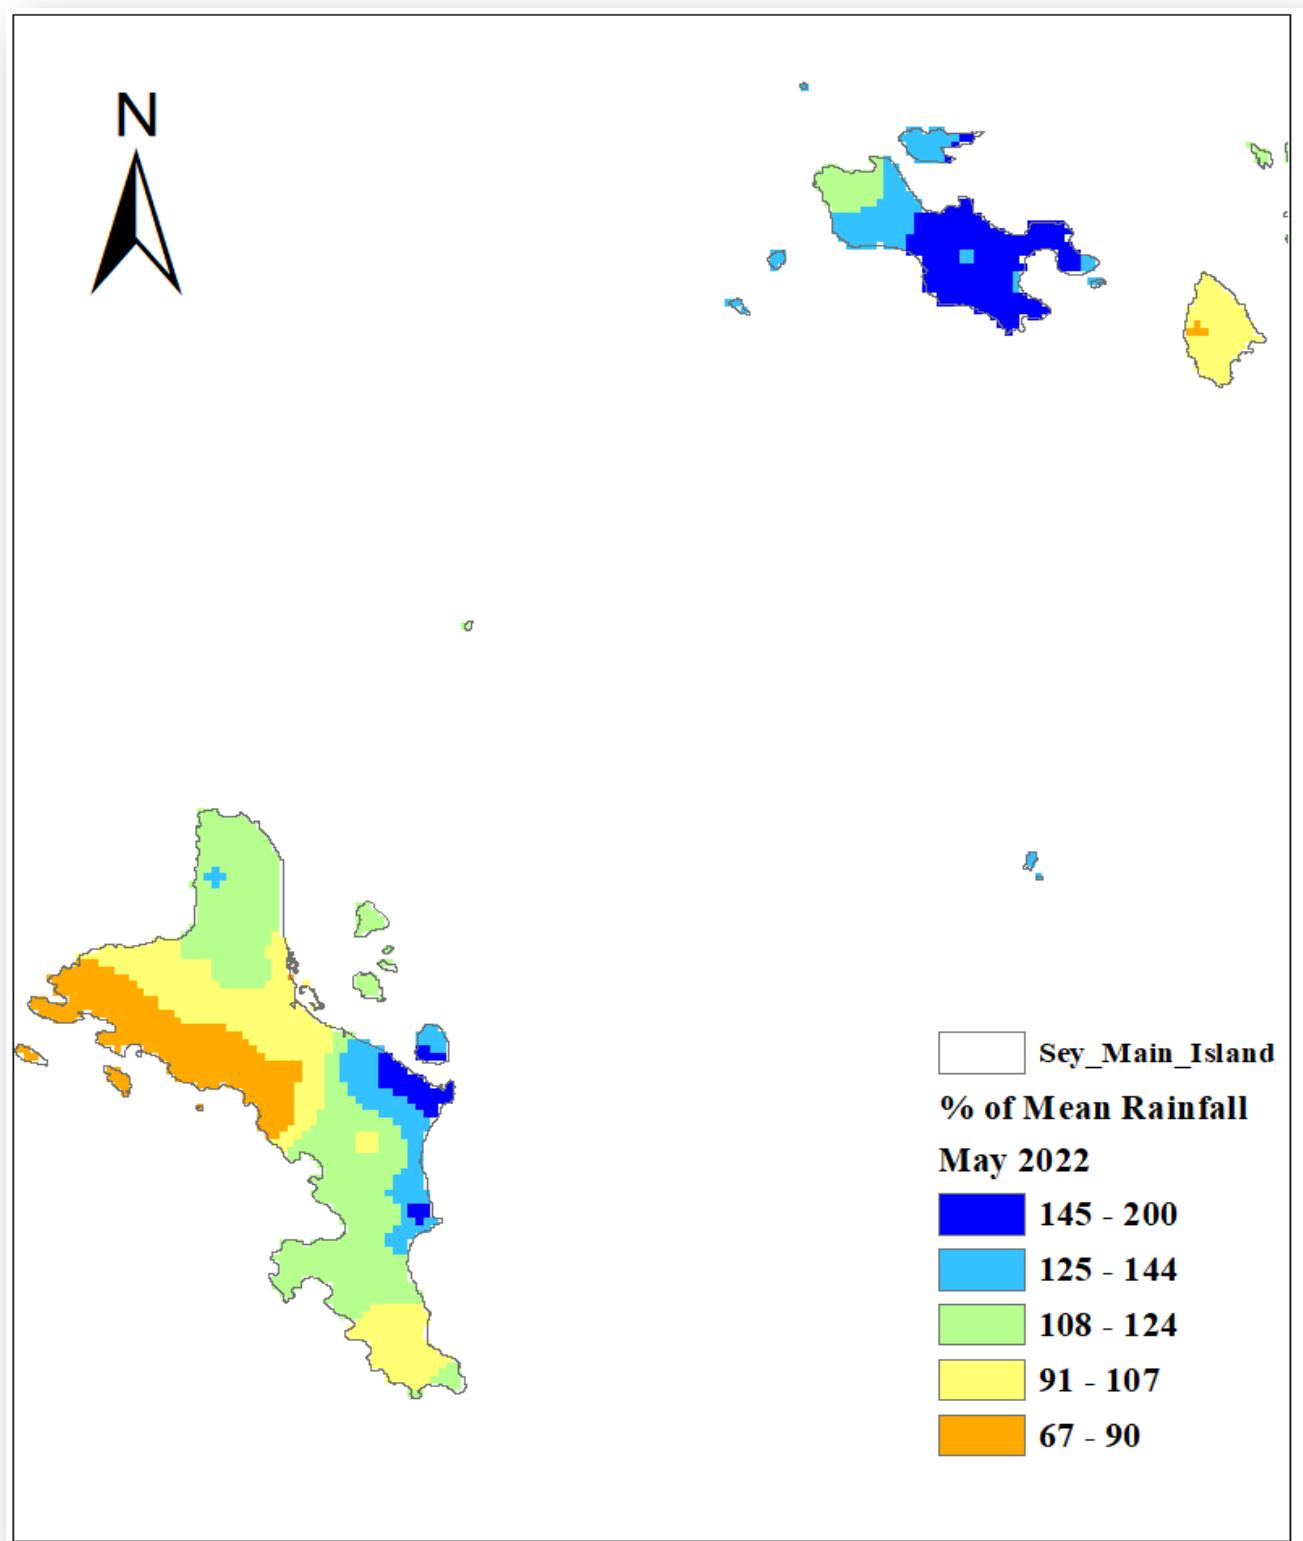 N
Sey_Main_Island
% of Mean Rainfall
May 2022
145 - 200
125 - 144
108 - 124
91 - 107
67 - 90